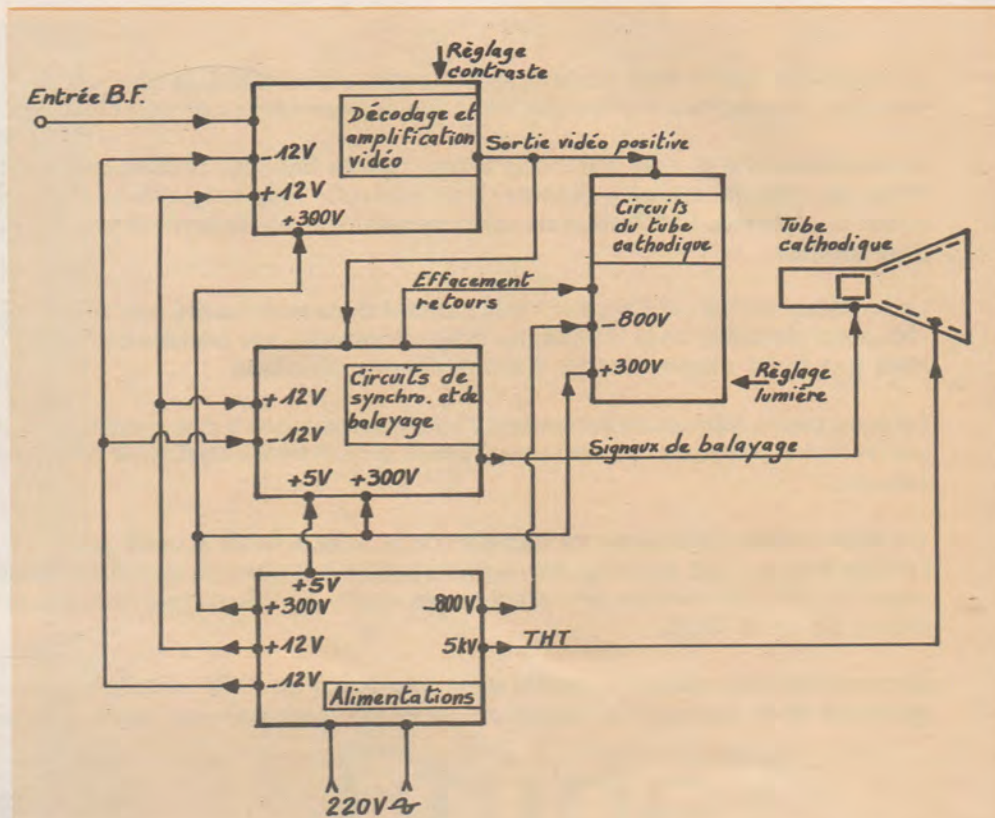 Réglage
contraste
Entrée B.F.
Décodage et
amplification
vidéo
Sortie vidéo positive
-12V
+12V
+300V
Circuits
du tube
cathodique
Tube
cathodique
Effacement
retours
-800V
+300V
Réglage
lumière
Circuits de
synchro. et de
balayage
+12V
-12V
Signaux de balayage
+5V
+300V
+5V
+300V
-800V
+12V
5kV
THT
-12V
Alimentations
220V